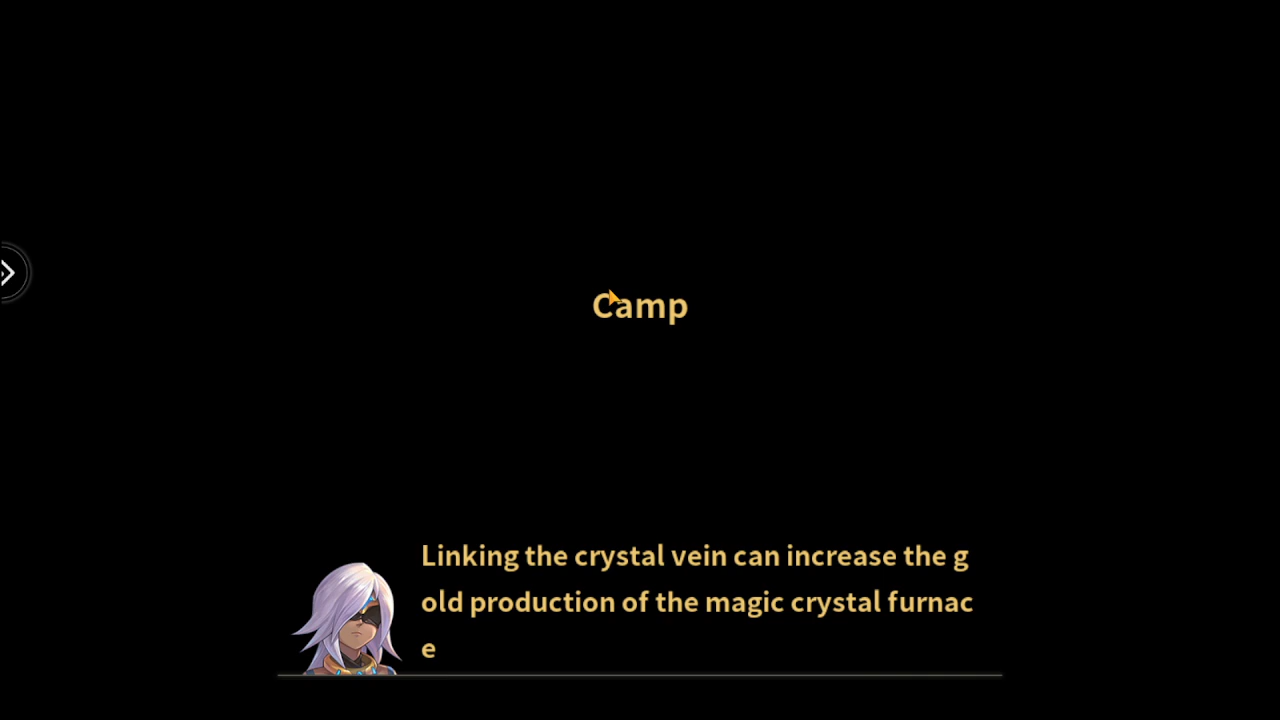 Camp
Linking the crystal vein can increase the g
old production of the magic crystal furnac
e